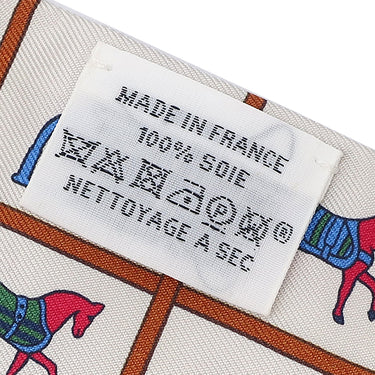 MADE IN FRANCE
100% SOIE
®
NETTOYAGE A SEC